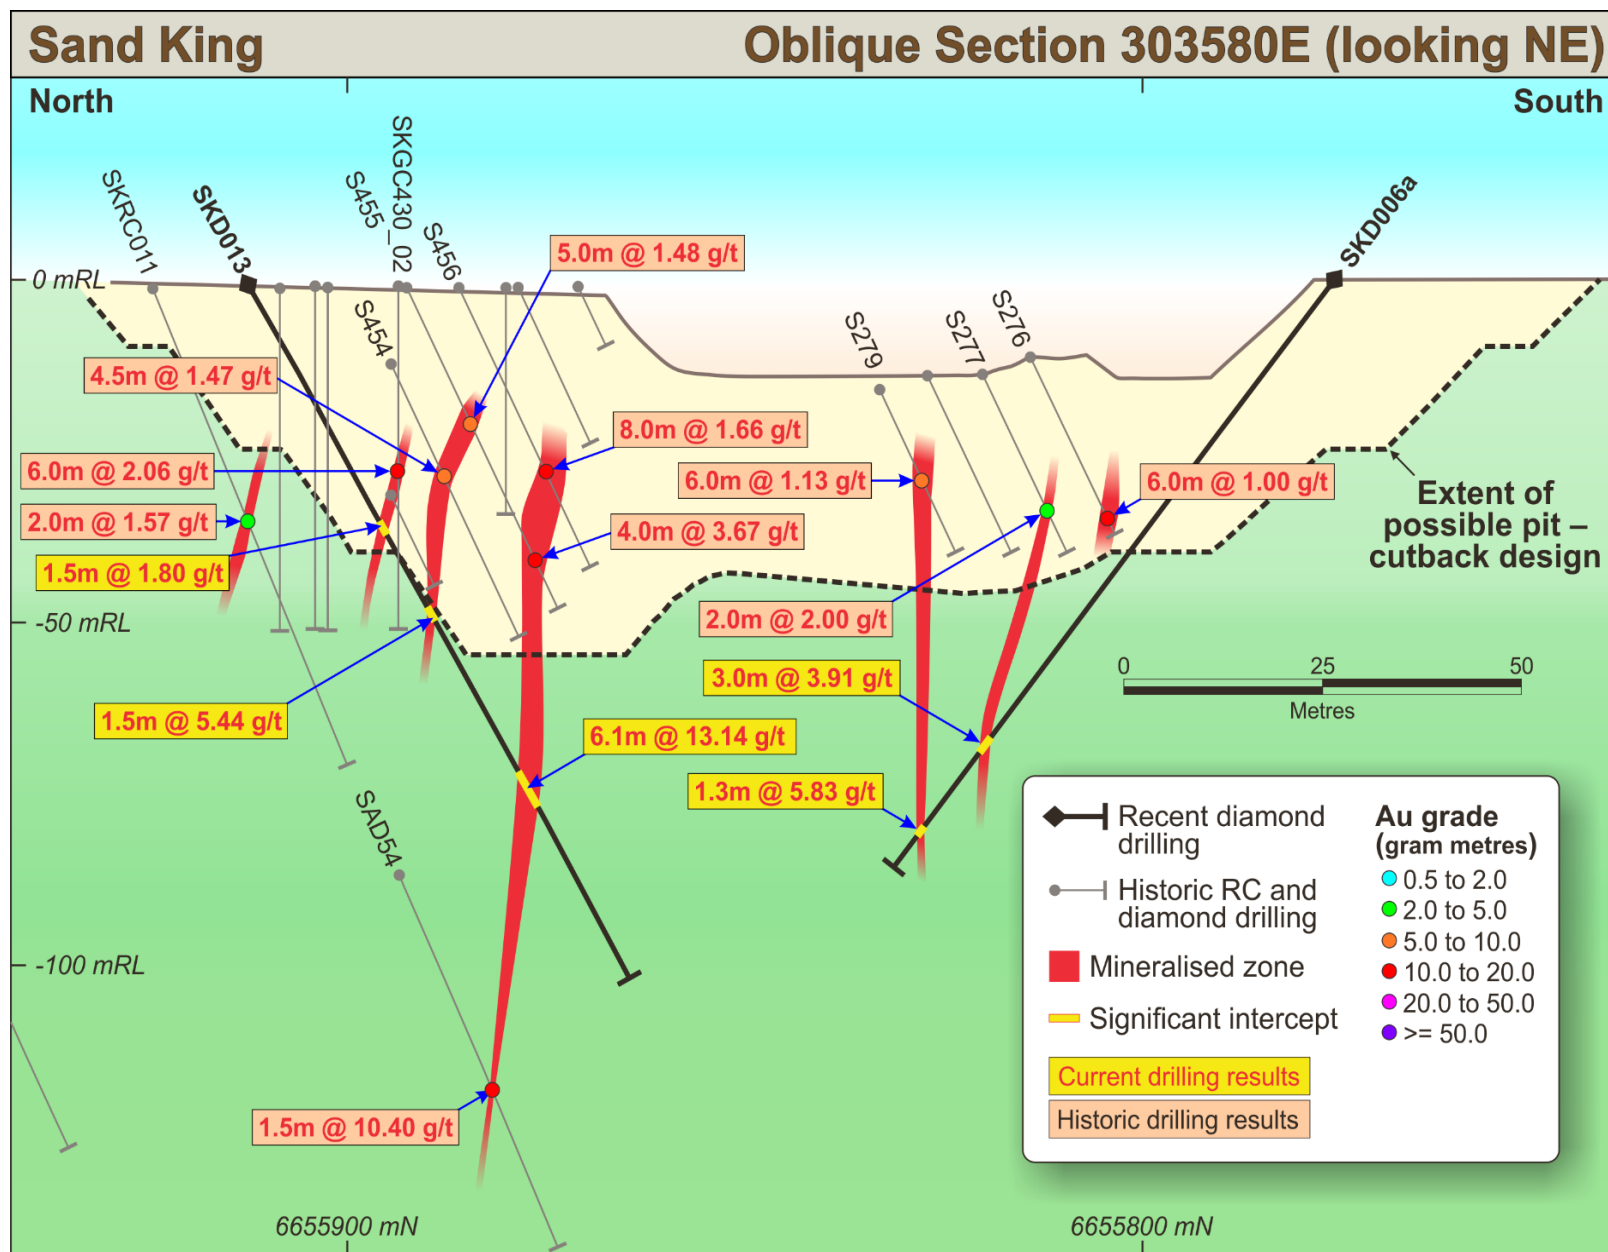 Sand King
Oblique Section 303580E (looking NE)
North
South
SKRC011
SKD013
S455
SKGC430_02
S456
S454
SKD006a
S279
S277
S276
0 mRL
5.0m @ 1.48 g/t
4.5m @ 1.47 g/t
8.0m @ 1.66 g/t
6.0m @ 2.06 g/t
6.0m @ 1.13 g/t
6.0m @ 1.00 g/t
2.0m @ 1.57 g/t
4.0m @ 3.67 g/t
Extent of
possible pit –
cutback design
1.5m @ 1.80 g/t
-50 mRL
2.0m @ 2.00 g/t
3.0m @ 3.91 g/t
0 25 50
Metres
1.5m @ 5.44 g/t
6.1m @ 13.14 g/t
1.3m @ 5.83 g/t
SAD54
-100 mRL
1.5m @ 10.40 g/t
Recent diamond
drilling
Historic RC and
diamond drilling
Mineralised zone
Significant intercept
Current drilling results
Historic drilling results
Au grade
(gram metres)
0.5 to 2.0
2.0 to 5.0
5.0 to 10.0
10.0 to 20.0
20.0 to 50.0
>= 50.0
6655900 mN
6655800 mN